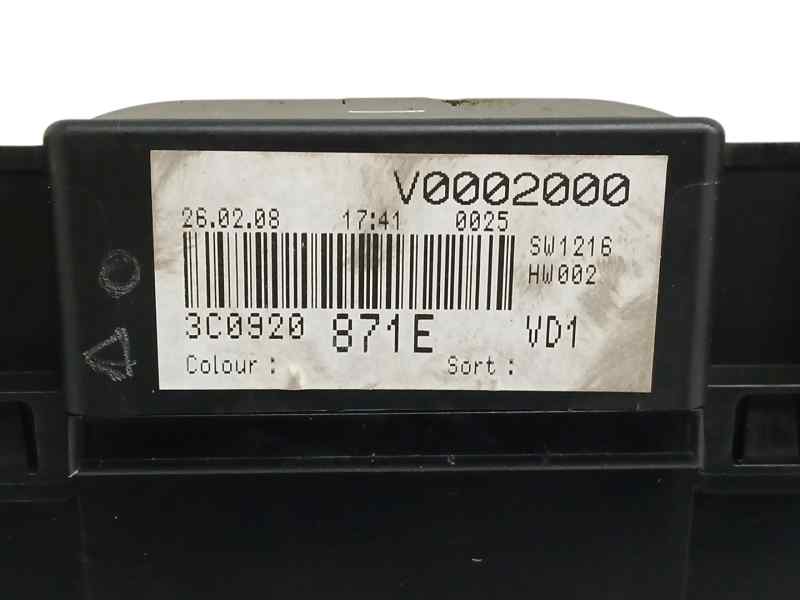 V0002000
26.02.08 17:41 0025
SW1216
HW002
3C0920 871E VD1
Colour : Sort :